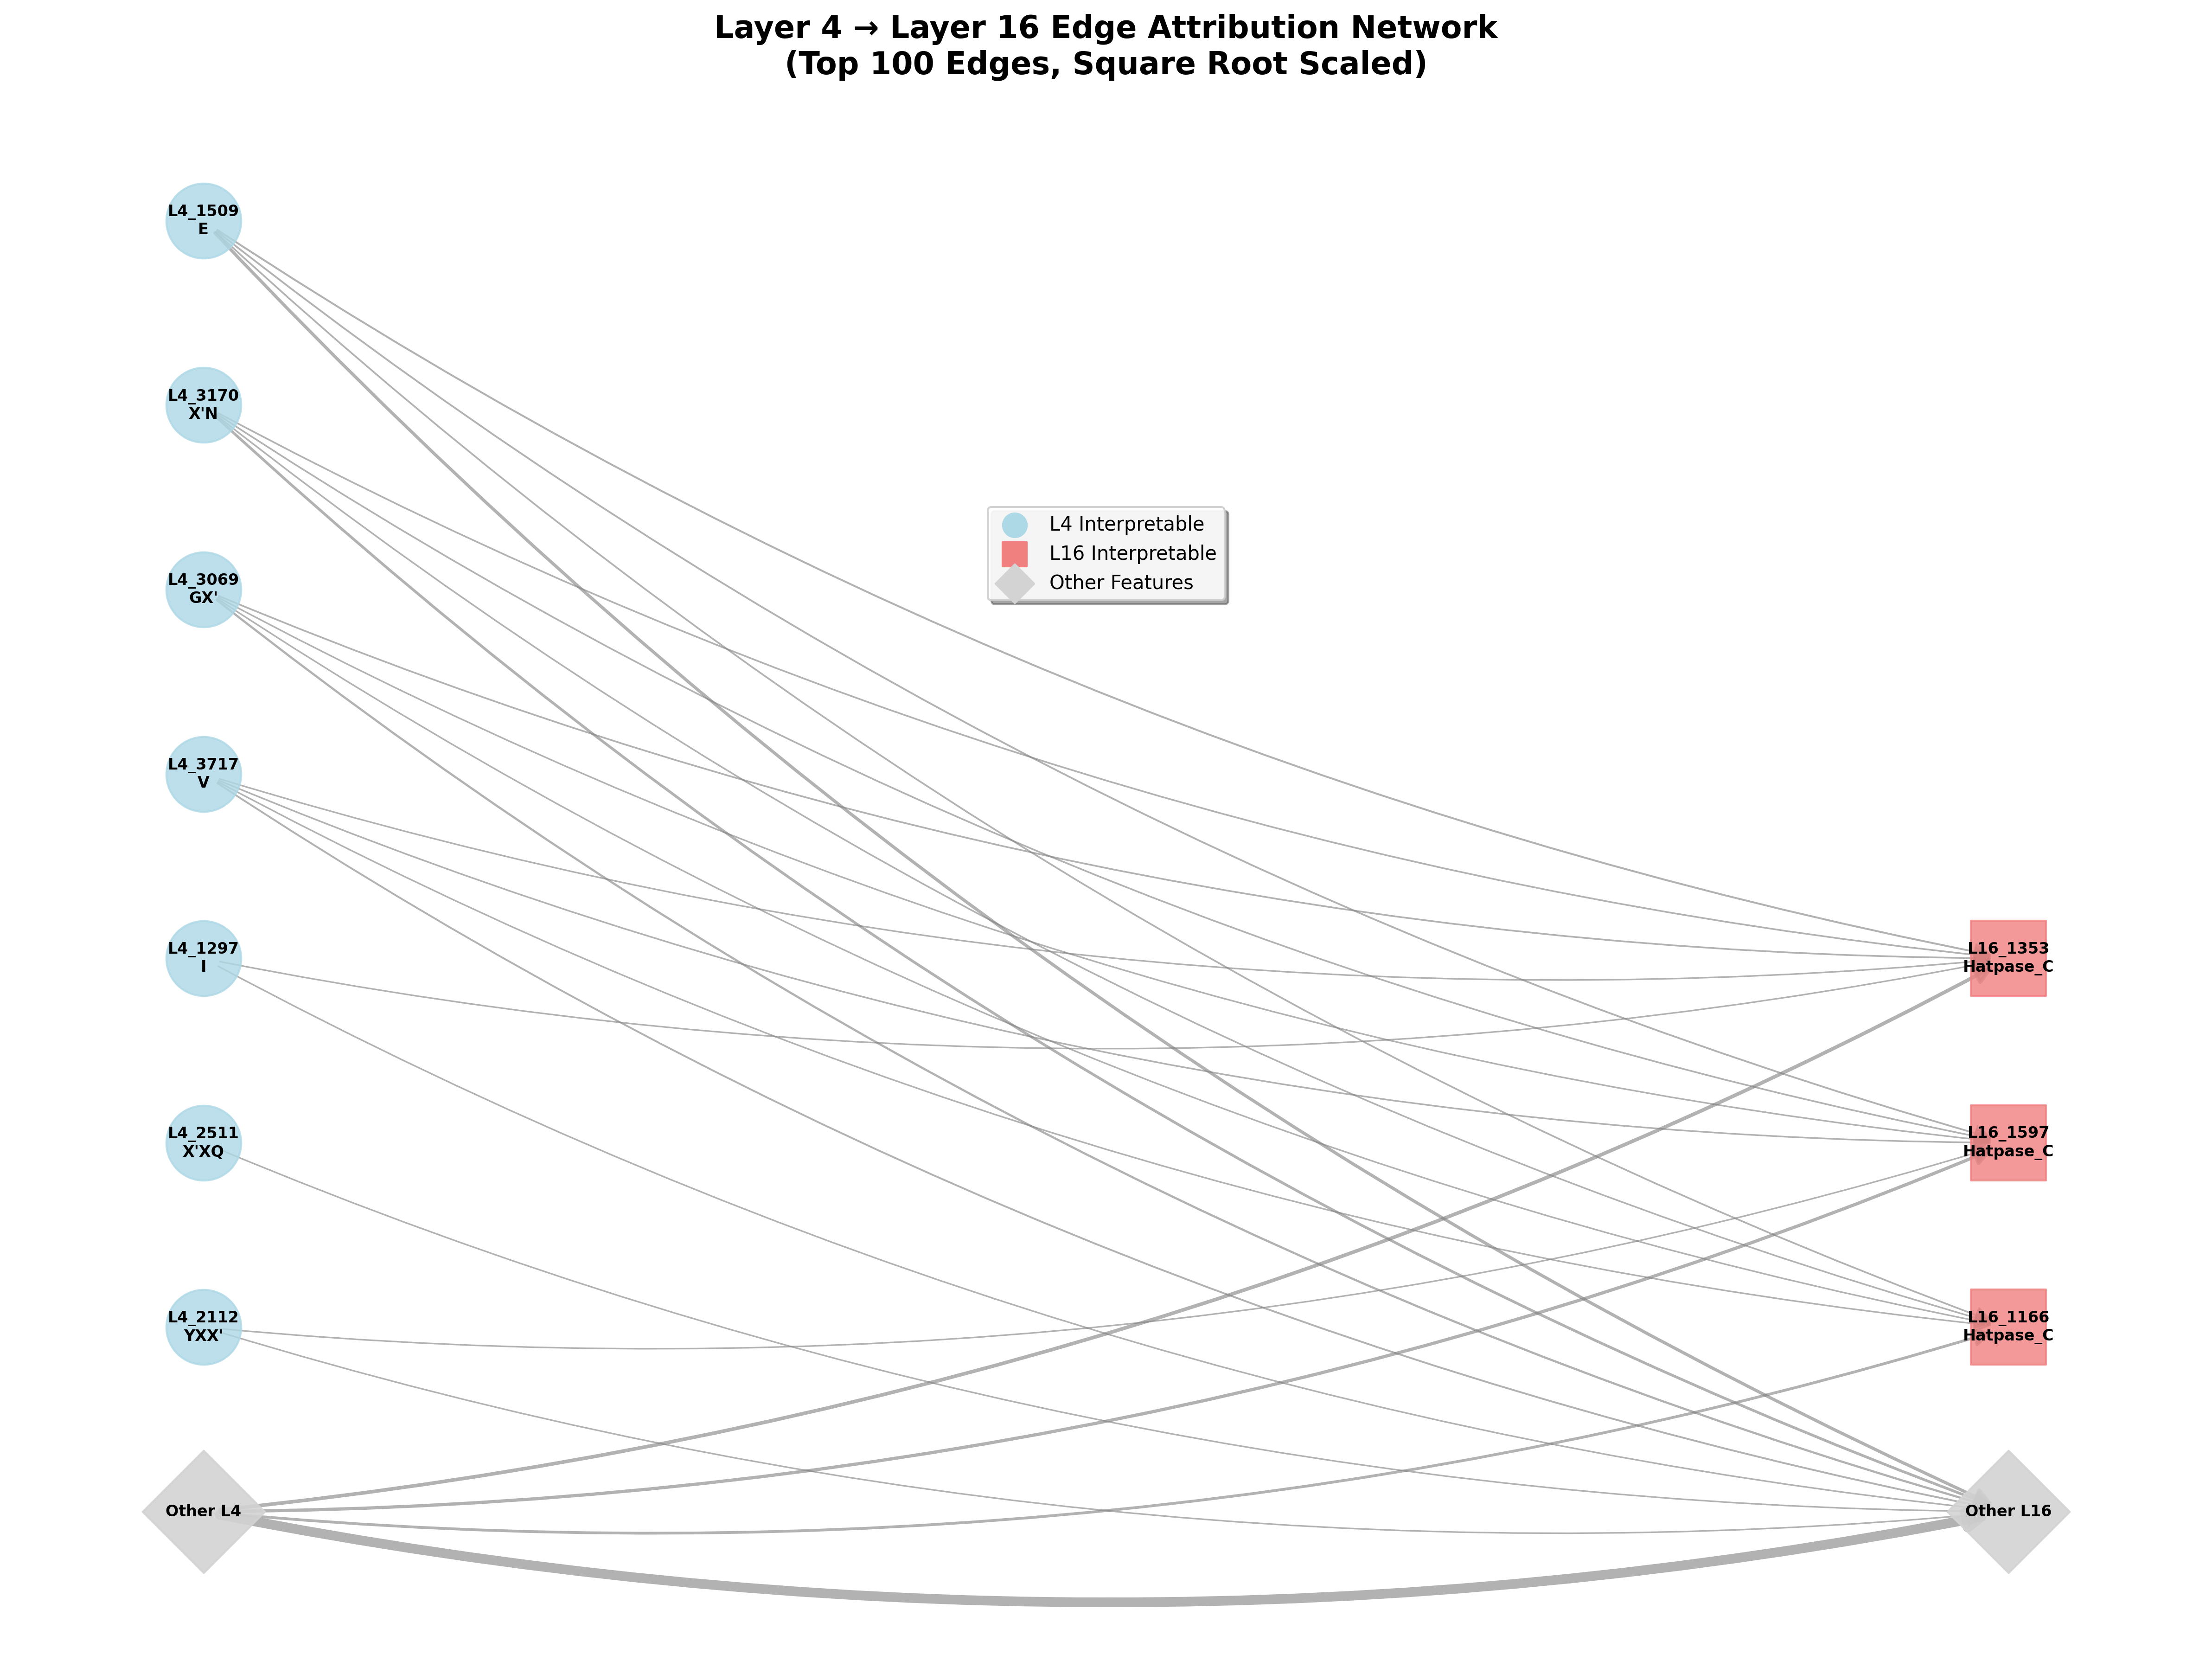 Layer 4 → Layer 16 Edge Attribution Network
(Top 100 Edges, Square Root Scaled)
L4_1509
E
L4_3170
X'N
L4_3069
GX'
L4_3717
V
L4_1297
I
L4_2511
X'XQ
L4_2112
YXX'
Other L4
L4 Interpretable
L16 Interpretable
Other Features
L16_1353
Hatpase_C
L16_1597
Hatpase_C
L16_1166
Hatpase_C
Other L16